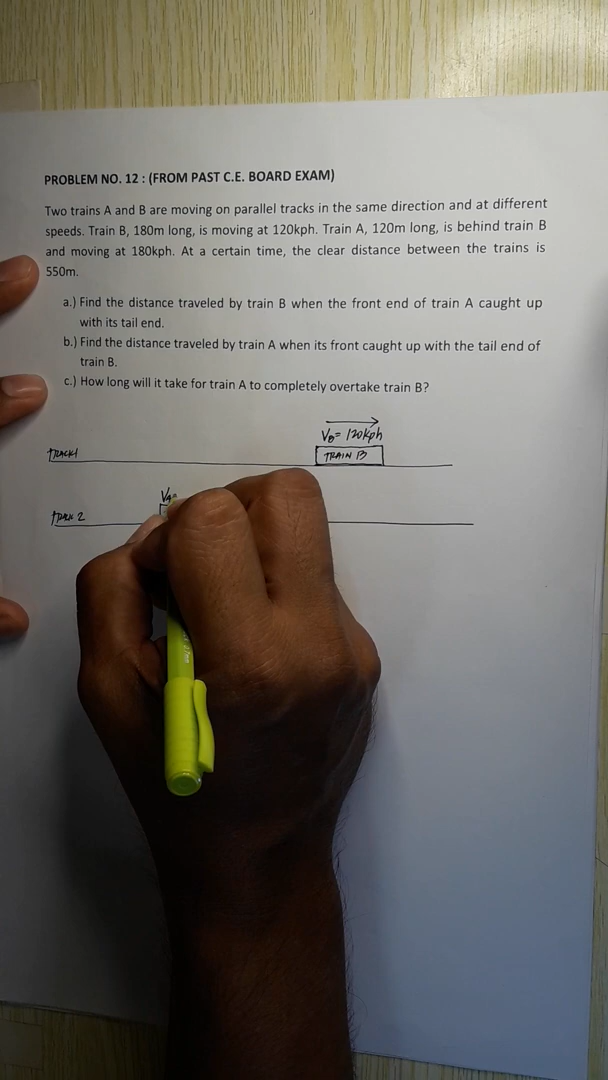 PROBLEM NO. 12 : (FROM PAST C.E. BOARD EXAM)
Two trains A and B are moving on parallel tracks in the same direction and at different
speeds. Train B, 180m long, is moving at 120kph. Train A, 120m long, is behind train B
and moving at 180kph. At a certain time, the clear distance between the trains is
550m.
a.) Find the distance traveled by train B when the front end of train A caught up
with its tail end.
b.) Find the distance traveled by train A when its front caught up with the tail end of
train B.
c.) How long will it take for train A to completely overtake train B?
VB= 120kph
TRACK1
TRAIN B
VA=
TRACK 2